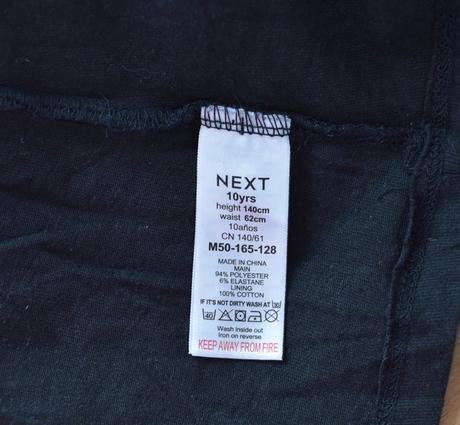 NEXT
10yrs
height 140cm
waist 62cm
10años
CN 140/61
M50-165-128
MADE IN CHINA
MAIN
94% POLYESTER
6% ELASTANE
LINING
100% COTTON
IF IT'S NOT DIRTY WASH AT 30
40
Wash inside out
Iron on reverse
KEEP AWAY FROM FIRE